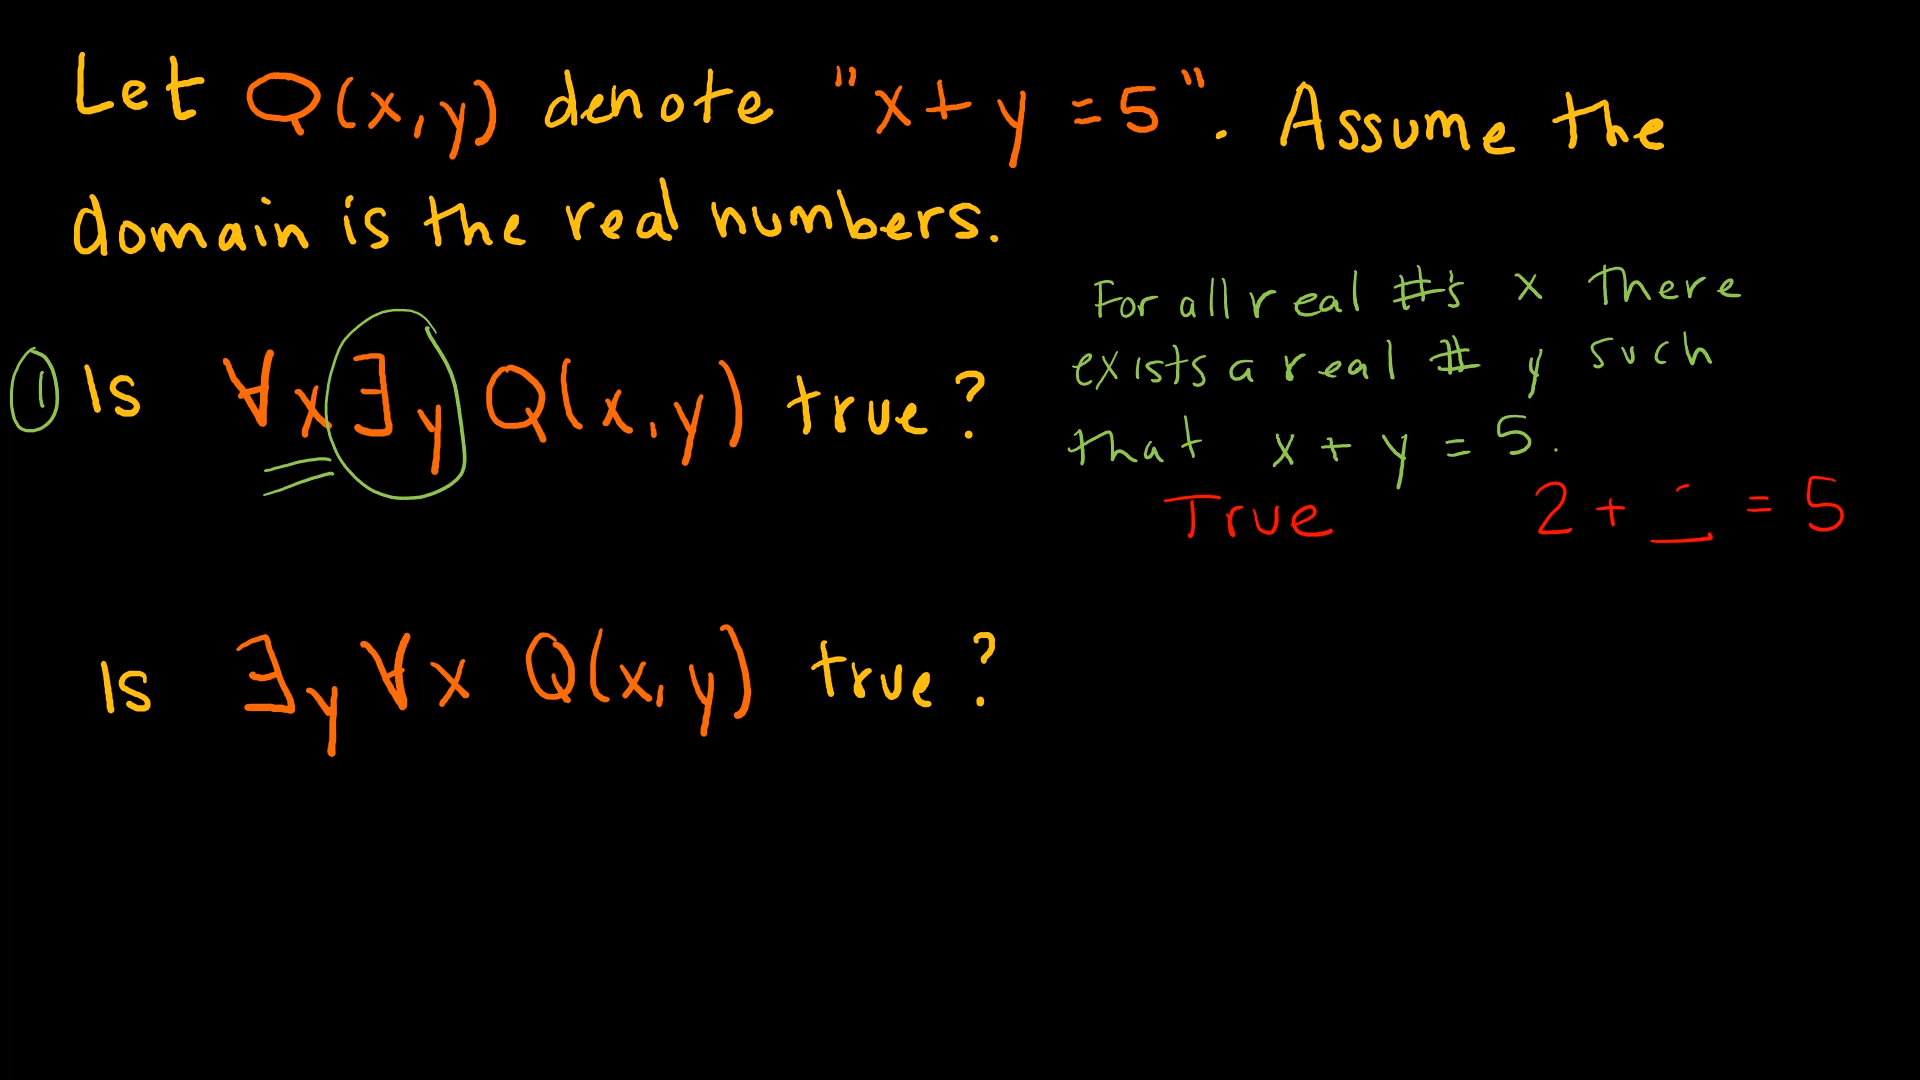 Let Q(x,y) denote "x+y=5". Assume the
domain is the real numbers.
For all real #'s x there
exists a real # y such
that x + y = 5.
① Is ∀x∃y Q(x,y) true?
True 2 + _ = 5
Is ∃y∀x Q(x,y) true?